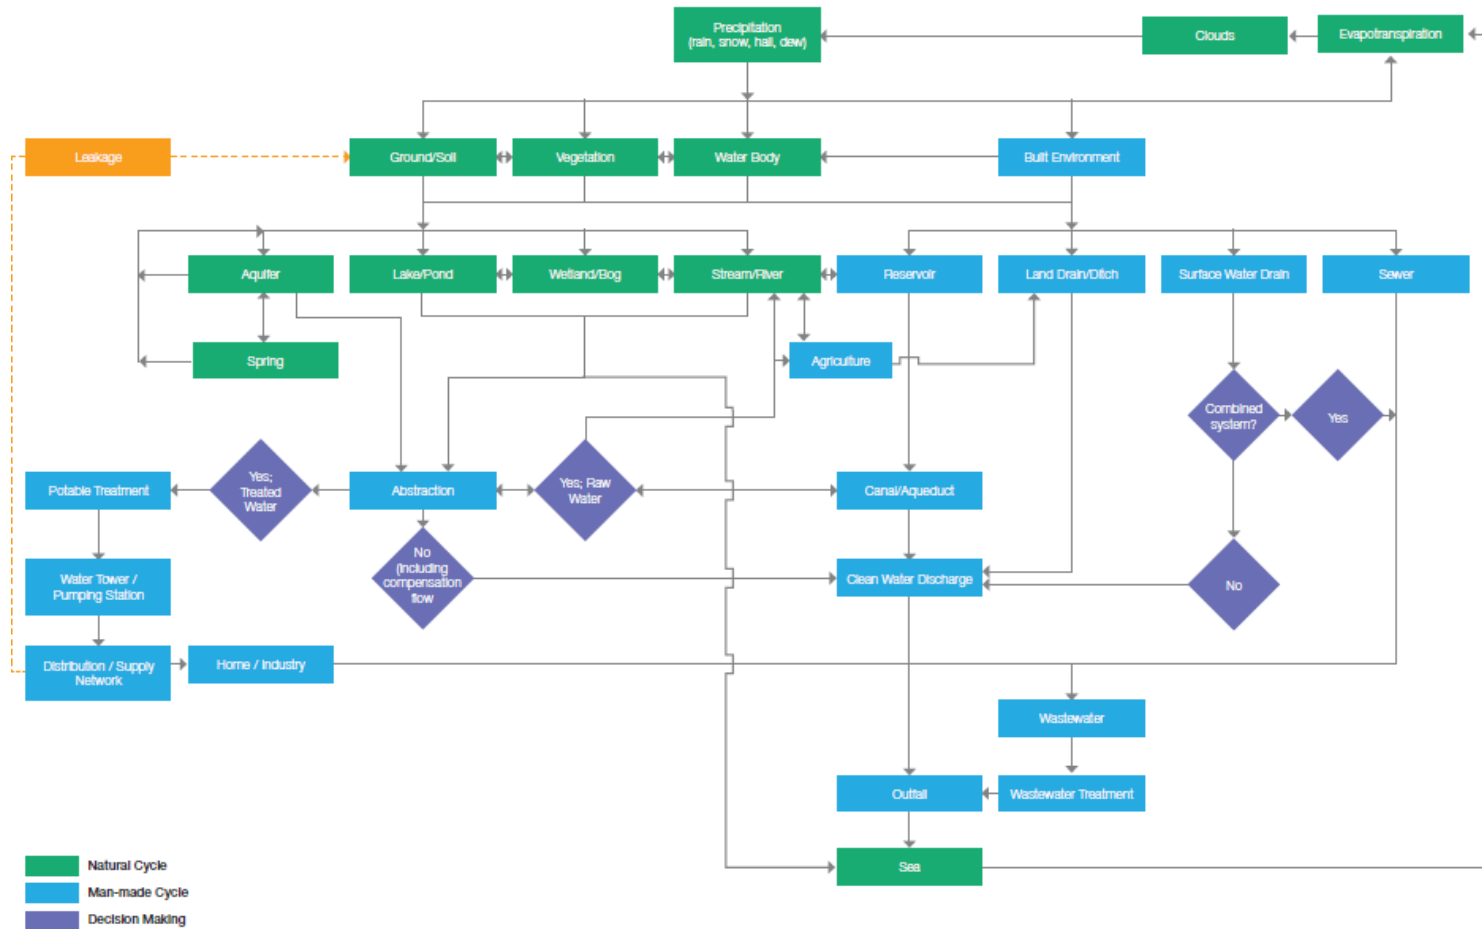 Precipitation
(rain, snow, hail, dew)
Clouds
Evapotranspiration
Leakage
Ground/Soil
Vegetation
Water Body
Built Environment
Aquifer
Lake/Pond
Wetland/Bog
Stream/River
Reservoir
Land Drain/Ditch
Surface Water Drain
Sewer
Spring
Agriculture
Combined
system?
Yes
Potable Treatment
Yes;
Treated
Water
Abstraction
Yes; Raw
Water
Canal/Aqueduct
No
(including
compensation
flow
Clean Water Discharge
No
Water Tower /
Pumping Station
Distribution / Supply
Network
Home / Industry
Wastewater
Outfall
Wastewater Treatment
Sea
Natural Cycle
Man-made Cycle
Decision Making